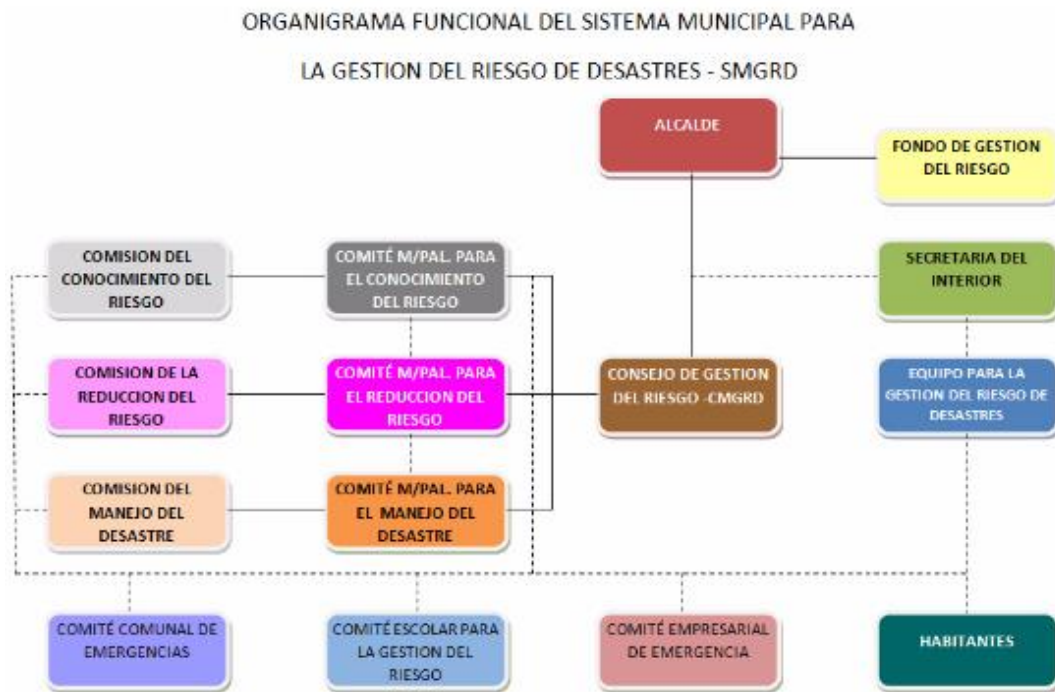 ORGANIGRAMA FUNCIONAL DEL SISTEMA MUNICIPAL PARA
LA GESTION DEL RIESGO DE DESASTRES - SMGRD
ALCALDE
FONDO DE GESTION
DEL RIESGO
COMISION DEL
CONOCIMIENTO DEL
RIESGO
COMITÉ M/PAL. PARA
EL CONOCIMIENTO
DEL RIESGO
SECRETARIA DEL
INTERIOR
COMISION DE LA
REDUCCION DEL
RIESGO
COMITÉ M/PAL. PARA
EL REDUCCION DEL
RIESGO
CONSEJO DE GESTION
DEL RIESGO -CMGRD
EQUIPO PARA LA
GESTION DEL RIESGO DE
DESASTRES
COMISION DEL
MANEJO DEL
DESASTRE
COMITÉ M/PAL. PARA
EL MANEJO DEL
DESASTRE
COMITÉ COMUNAL DE
EMERGENCIAS
COMITÉ ESCOLAR PARA
LA GESTION DEL
RIESGO
COMITÉ EMPRESARIAL
DE EMERGENCIA
HABITANTES